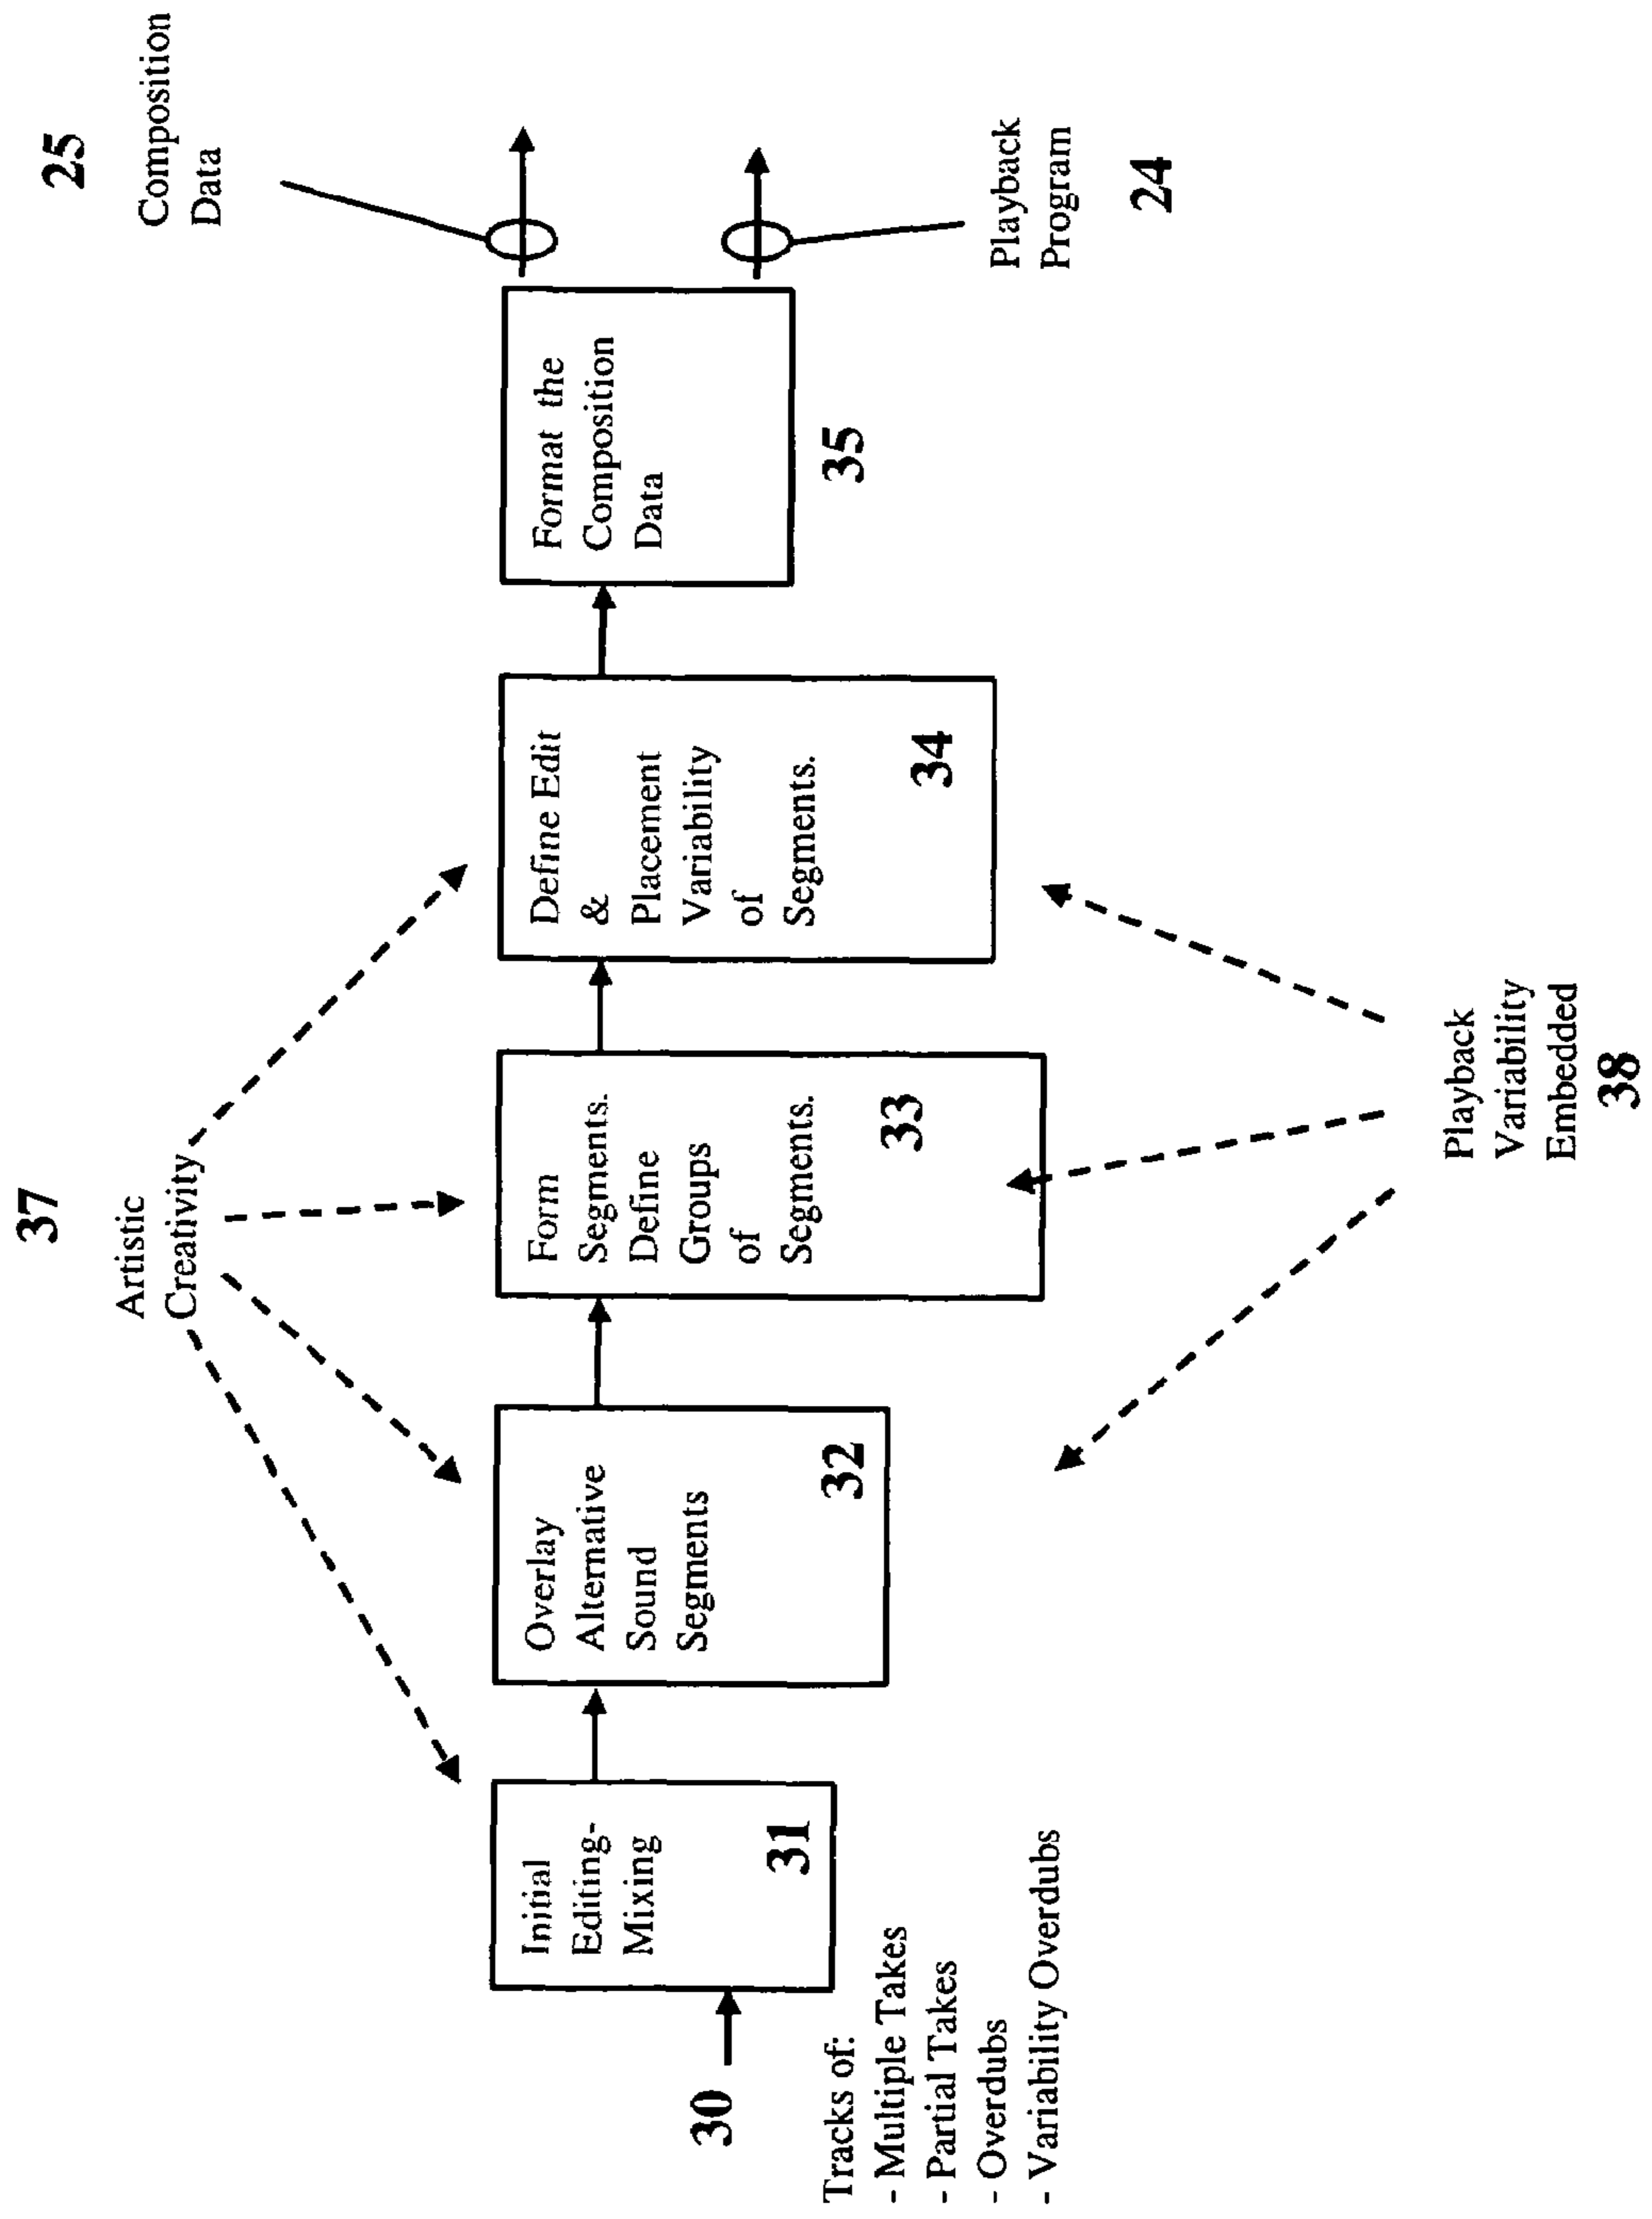 37
Artistic
Creativity
25
Composition
Data
30
Tracks of:
- Multiple Takes
- Partial Takes
- Overdubs
- Variability Overdubs
Initial
Editing-
Mixing
31
Overlay
Alternative
Sound
Segments
32
Form
Segments.
Define
Groups
of
Segments.
33
Define Edit
&
Placement
Variability
of
Segments.
34
Format the
Composition
Data
35
Playback
Program
24
Playback
Variability
Embedded
38